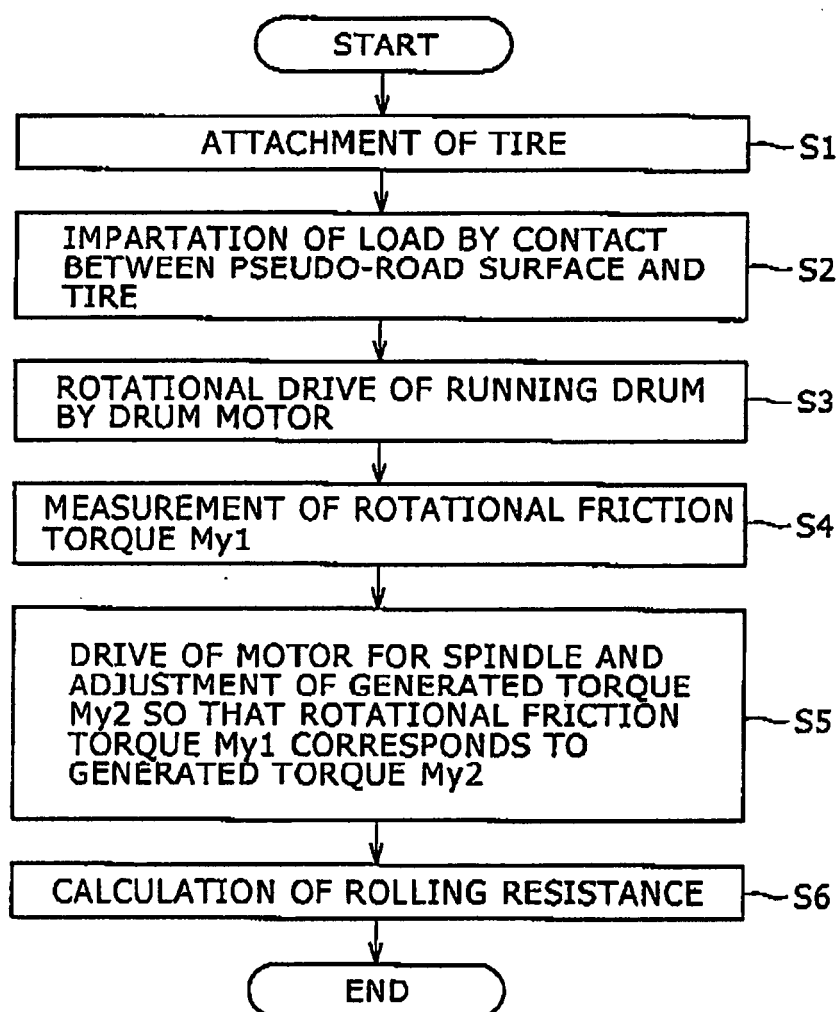 START
ATTACHMENT OF TIRE
S1
IMPARTATION OF LOAD BY CONTACT
BETWEEN PSEUDO-ROAD SURFACE AND
TIRE
S2
ROTATIONAL DRIVE OF RUNNING DRUM
BY DRUM MOTOR
S3
MEASUREMENT OF ROTATIONAL FRICTION
TORQUE My1
S4
DRIVE OF MOTOR FOR SPINDLE AND
ADJUSTMENT OF GENERATED TORQUE
My2 SO THAT ROTATIONAL FRICTION
TORQUE My1 CORRESPONDS TO
GENERATED TORQUE My2
S5
CALCULATION OF ROLLING RESISTANCE
S6
END